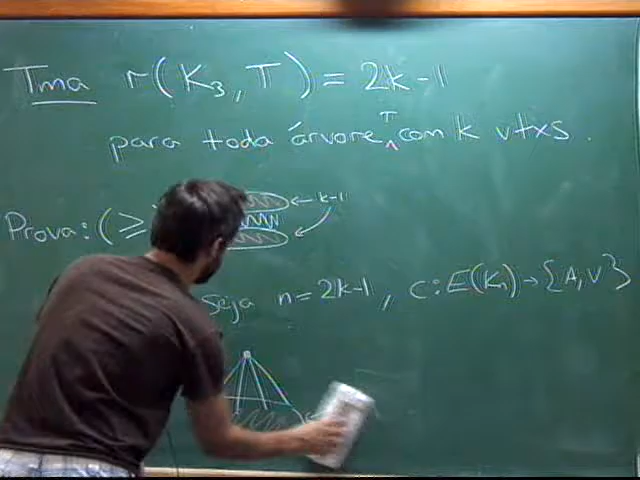 Tma r(K₃, T) = 2k-1
para toda árvore T com k vtxs.
Prova: (≥
k-1
Seja n = 2k-1, c: E(Kₙ) → {A, V}